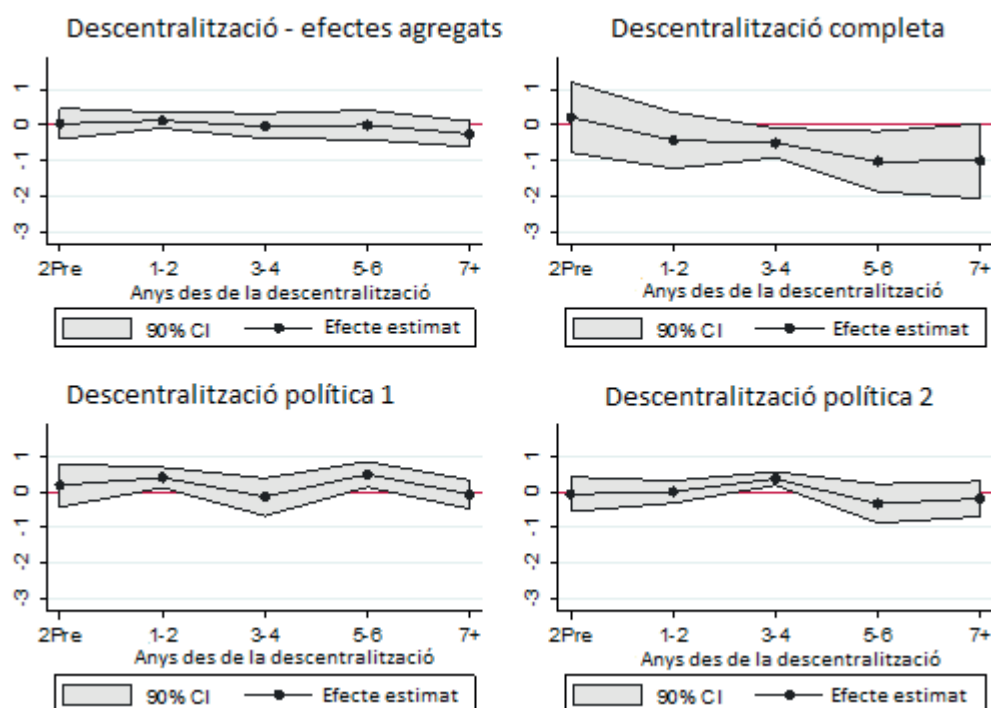 Descentralització - efectes agregats
1
0
-1
-2
-3
2Pre 1-2 3-4 5-6 7+
Anys des de la descentralització
90% CI Efecte estimat
Descentralització completa
1
0
-1
-2
-3
2Pre 1-2 3-4 5-6 7+
Anys des de la descentralització
90% CI Efecte estimat
Descentralització política 1
1
0
-1
-2
-3
2Pre 1-2 3-4 5-6 7+
Anys des de la descentralització
90% CI Efecte estimat
Descentralització política 2
1
0
-1
-2
-3
2Pre 1-2 3-4 5-6 7+
Anys des de la descentralització
90% CI Efecte estimat